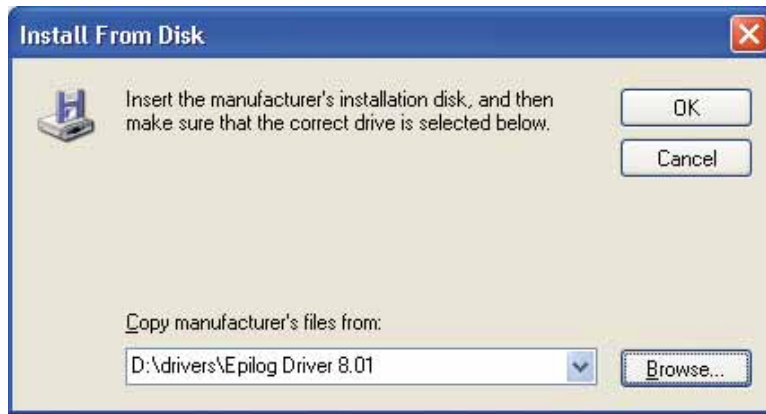 Install From Disk
Insert the manufacturer's installation disk, and then
make sure that the correct drive is selected below.
OK
Cancel
Copy manufacturer's files from:
D:\drivers\Epilog Driver 8.01
Browse...